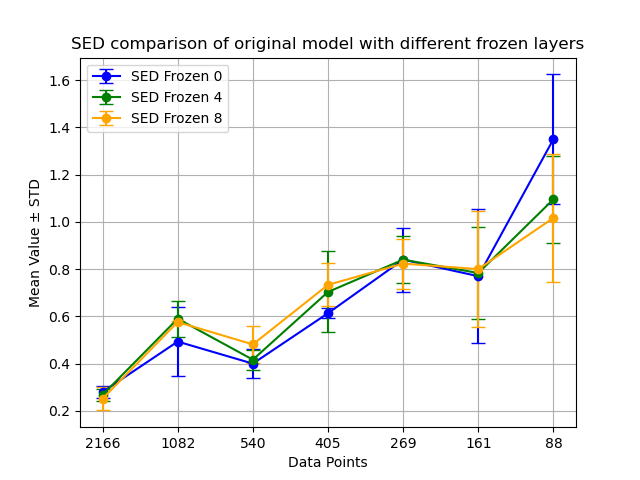 SED comparison of original model with different frozen layers
SED Frozen 0
SED Frozen 4
SED Frozen 8
Mean Value ± STD
1.6
1.4
1.2
1.0
0.8
0.6
0.4
0.2
2166 1082 540 405 269 161 88
Data Points